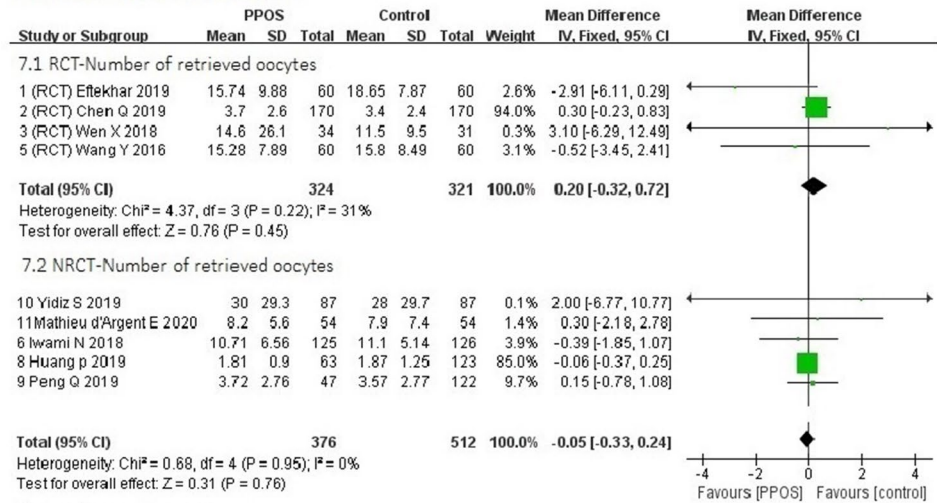 PPOS Control Mean Difference Mean Difference
Study or Subgroup Mean SD Total Mean SD Total Weight IV, Fixed, 95% CI IV, Fixed, 95% CI
7.1 RCT-Number of retrieved oocytes
1 (RCT) Eftekhar 2019 15.74 9.88 60 18.65 7.87 60 2.6% -2.91 [-6.11, 0.29]
2 (RCT) Chen Q 2019 3.7 2.6 170 3.4 2.4 170 94.0% 0.30 [-0.23, 0.83]
3 (RCT) Wen X 2018 14.6 26.1 34 11.5 9.5 31 0.3% 3.10 [-6.29, 12.49]
5 (RCT) Wang Y 2016 15.28 7.89 60 15.8 8.49 60 3.1% -0.52 [-3.45, 2.41]
Total (95% CI) 324 321 100.0% 0.20 [-0.32, 0.72]
Heterogeneity: Chi² = 4.37, df = 3 (P = 0.22); I² = 31%
Test for overall effect: Z = 0.76 (P = 0.45)
7.2 NRCT-Number of retrieved oocytes
10 Yidiz S 2019 30 29.3 87 28 29.7 87 0.1% 2.00 [-6.77, 10.77]
11Mathieu d'Argent E 2020 8.2 5.6 54 7.9 7.4 54 1.4% 0.30 [-2.18, 2.78]
6 Iwami N 2018 10.71 6.56 125 11.1 5.14 126 3.9% -0.39 [-1.85, 1.07]
8 Huang p 2019 1.81 0.9 63 1.87 1.25 123 85.0% -0.06 [-0.37, 0.25]
9 Peng Q 2019 3.72 2.76 47 3.57 2.77 122 9.7% 0.15 [-0.78, 1.08]
Total (95% CI) 376 512 100.0% -0.05 [-0.33, 0.24]
Heterogeneity: Chi² = 0.68, df = 4 (P = 0.95); I² = 0%
Test for overall effect: Z = 0.31 (P = 0.76)
-4 -2 0 2 4
Favours [PPOS] Favours [control]